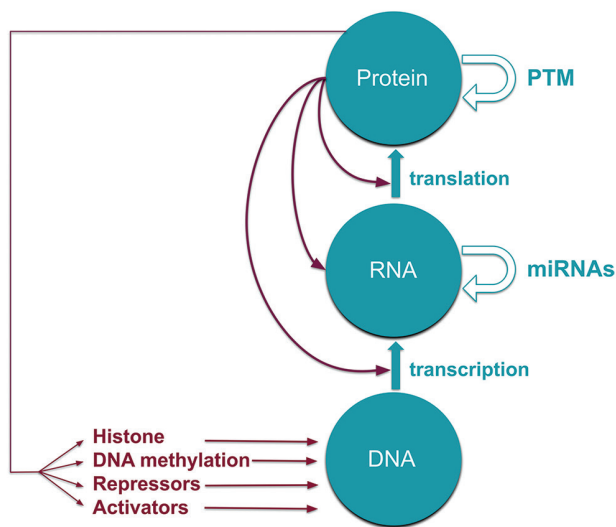 Protein
PTM
translation
RNA
miRNAs
transcription
Histone
DNA methylation
Repressors
Activators
DNA